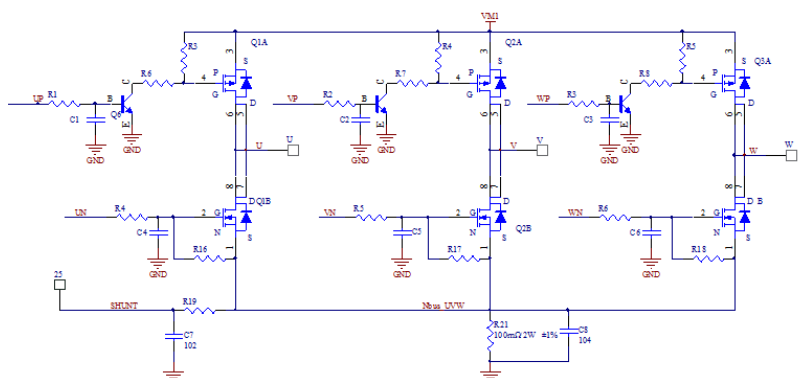 VM1
R3 Q1A R4 Q2A R5 Q3A
3 S 3 S 3 S
R6 P 4 G D
R7 P 4 G D
R8 P 4 G D
UP R1 B C E Q6
VP R2 B C E
WP R3 B C E
C1 C2 C3
GND GND GND GND GND GND
6 5 6 5 6 5
U U V V W W
8 7 8 7 8 7
UN R4 2 G N DQ1B S
VN R5 2 G N D Q2B S
WN R6 2 G N D B S
C4 C5 C6
R16 1 R17 1 R18 1
GND GND GND
25
SHUNT R19 Nbus_UVW
C7
102
R21
100mΩ/2W ±1%
C8
104